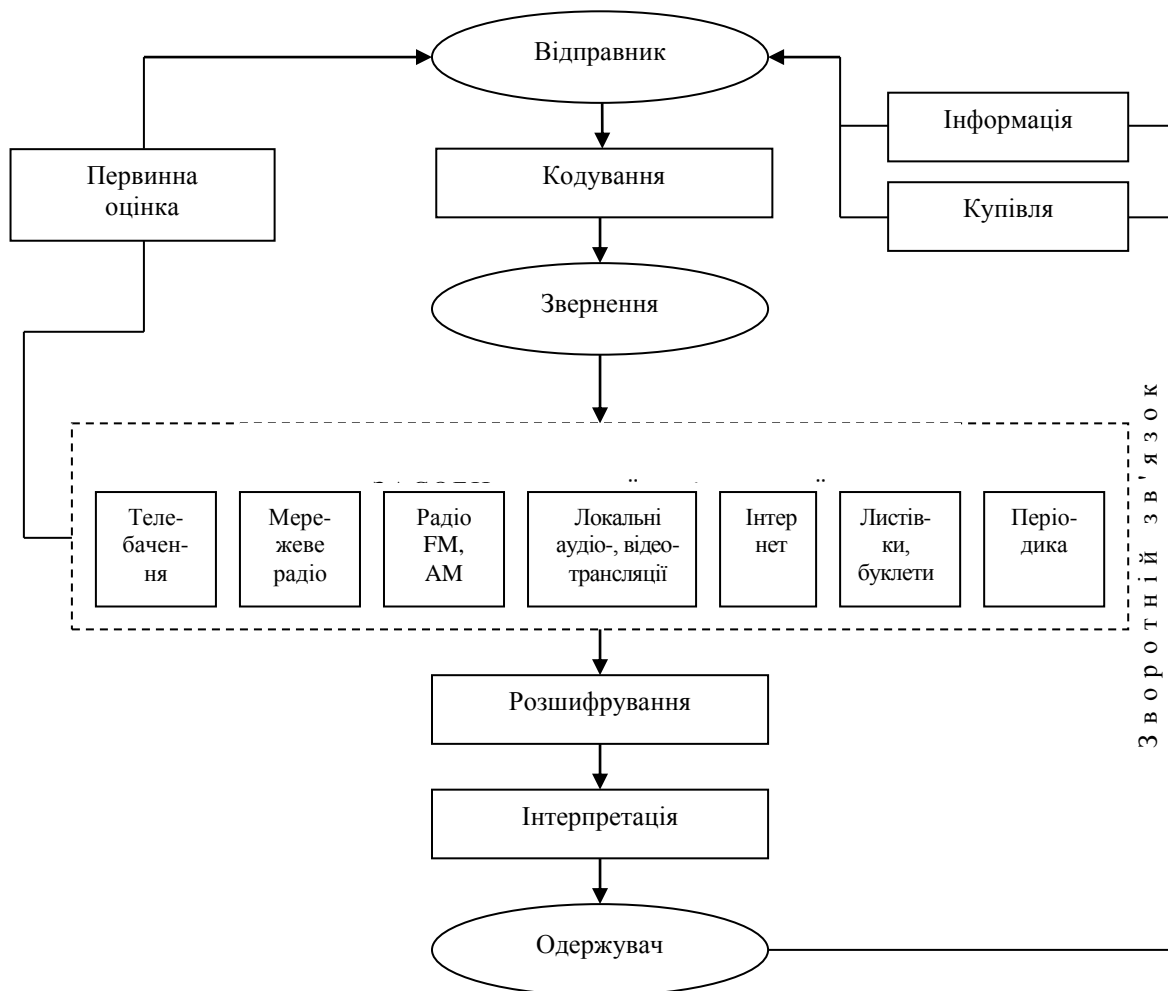 Відправник
Інформація
Первинна
оцінка
Кодування
Купівля
Звернення
Зворотній зв'язок
Теле-
бачен-
ня
Мере-
жеве
радіо
Радіо
FM,
AM
Локальні
аудіо-, відео-
трансляції
Інтер
нет
Листів-
ки,
буклети
Періо-
дика
Розшифрування
Інтерпретація
Одержувач